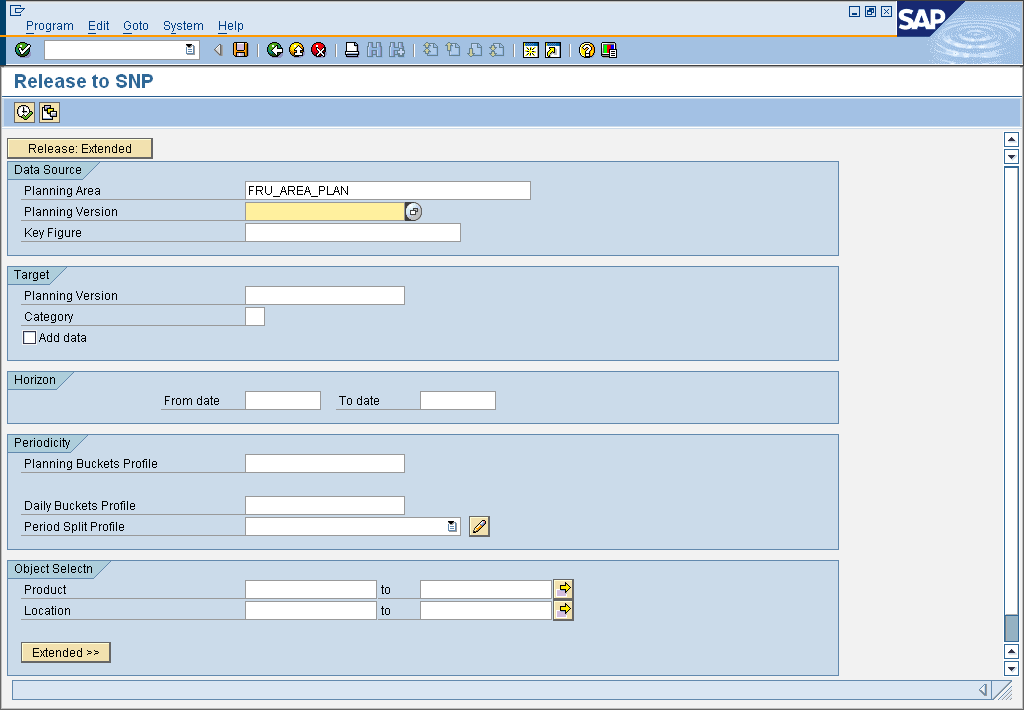 Program Edit Goto System Help
SAP
Release to SNP
Release: Extended
Data Source
Planning Area FRU_AREA_PLAN
Planning Version
Key Figure
Target
Planning Version
Category
Add data
Horizon
From date To date
Periodicity
Planning Buckets Profile
Daily Buckets Profile
Period Split Profile
Object Selectn
Product to
Location to
Extended >>